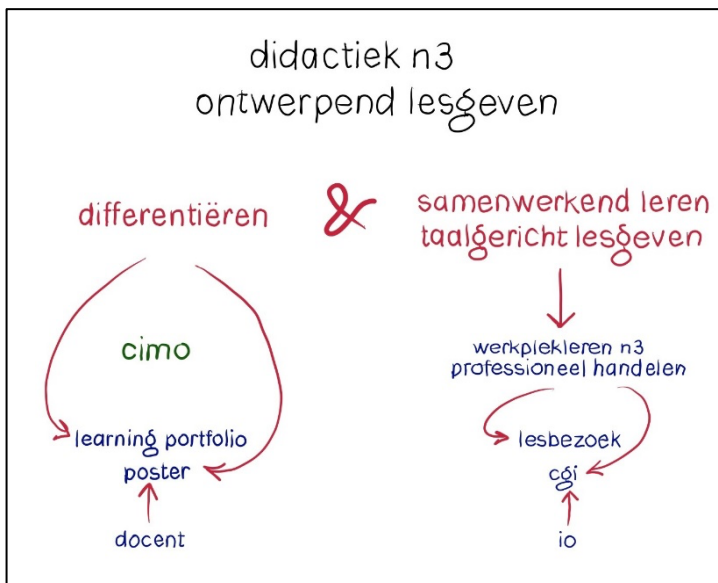 didactiek n3
ontwerpend lesgeven
differentiëren
&
samenwerkend leren
taalgericht lesgeven
cimo
learning portfolio
poster
docent
werkplekleren n3
professioneel handelen
lesbezoek
cgi
io